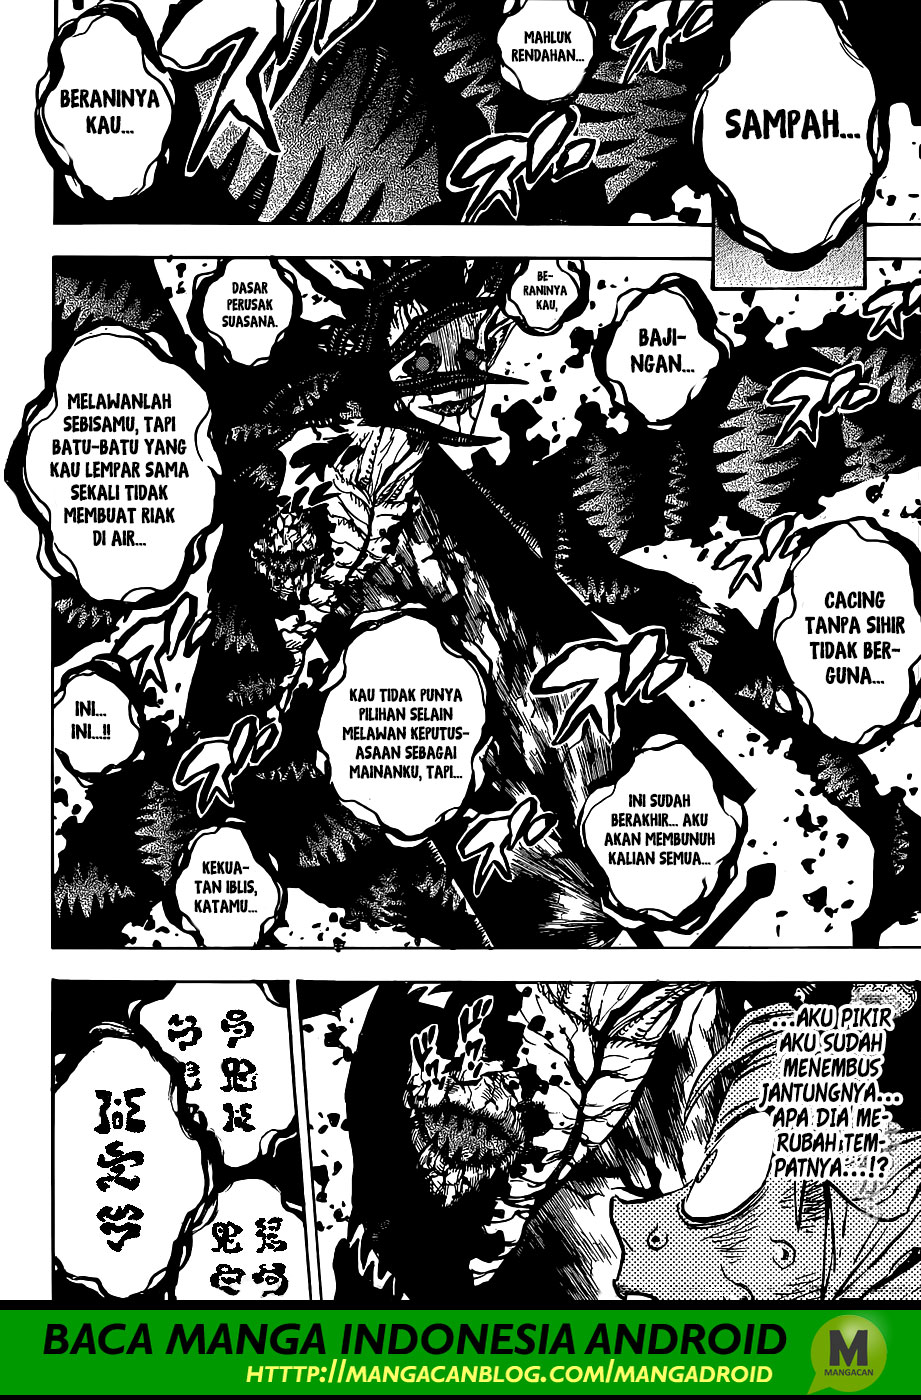 SAMPAH...
MAHLUK
RENDAHAN...
BERANINYA
KAU...
BAJI-
NGAN...
BE-
RANINYA
KAU,
DASAR
PERUSAK
SUASANA.
MELAWANLAH
SEBISAMU, TAPI
BATU-BATU YANG
KAU LEMPAR SAMA
SEKALI TIDAK
MEMBUAT RIAK
DI AIR...
CACING
TANPA SIHIR
TIDAK BER-
GUNA...
KAU TIDAK PUNYA
PILIHAN SELAIN
MELAWAN KEPUTUS-
ASAAN SEBAGAI
MAINANKU, TAPI...
INI...
INI...!!
INI SUDAH
BERAKHIR... AKU
AKAN MEMBUNUH
KALIAN SEMUA...
KEKUA-
TAN IBLIS,
KATAMU...
...AKU PIKIR
AKU SUDAH
MENEMBUS
JANTUNGNYA...
APA DIA ME-
RUBAH TEM-
PATNYA...!?
BACA MANGA INDONESIA ANDROID
HTTTP://MANGACANBLOG.COM/MANGADROID
M
MANGACAN